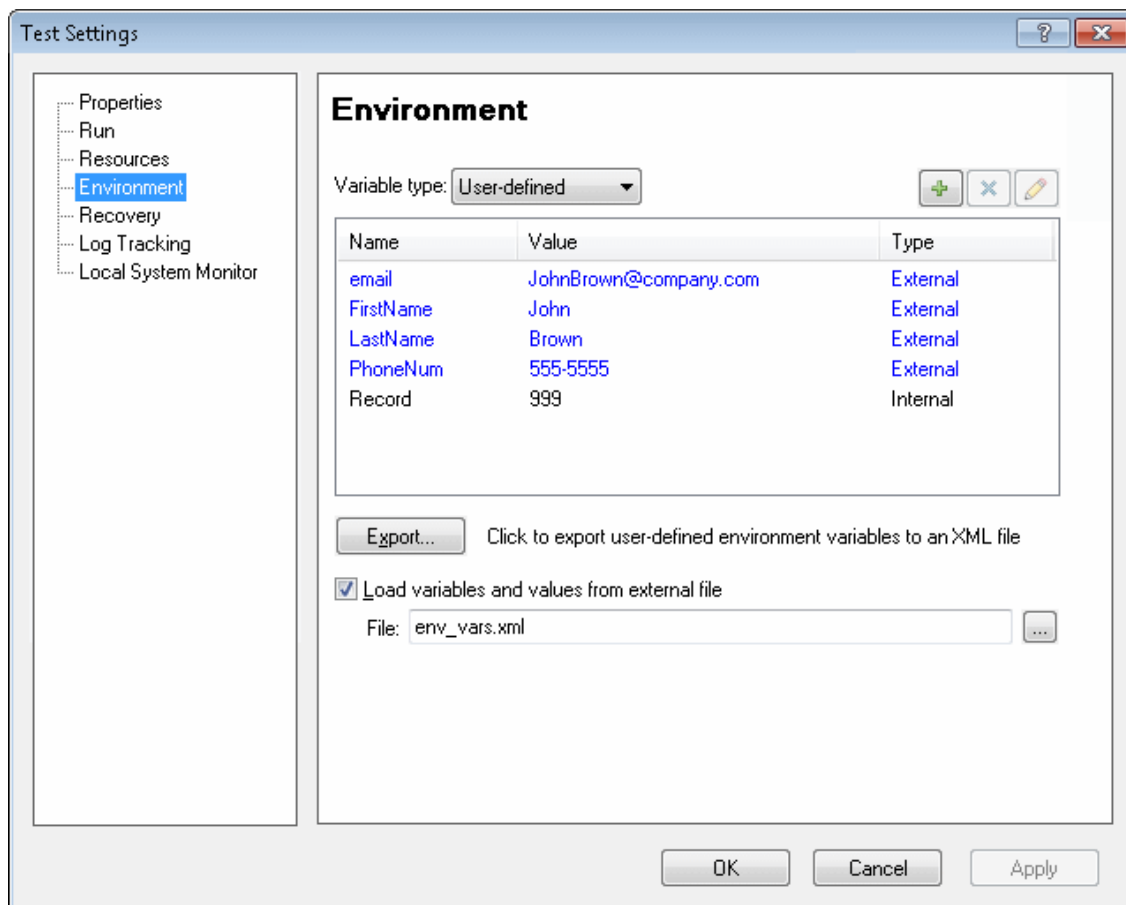 Test Settings
Properties
Run
Resources
Environment
Recovery
Log Tracking
Local System Monitor
Environment
Variable type: User-defined
Name Value Type
email JohnBrown@company.com External
FirstName John External
LastName Brown External
PhoneNum 555-5555 External
Record 999 Internal
Export... Click to export user-defined environment variables to an XML file
Load variables and values from external file
File: env_vars.xml ...
OK Cancel Apply